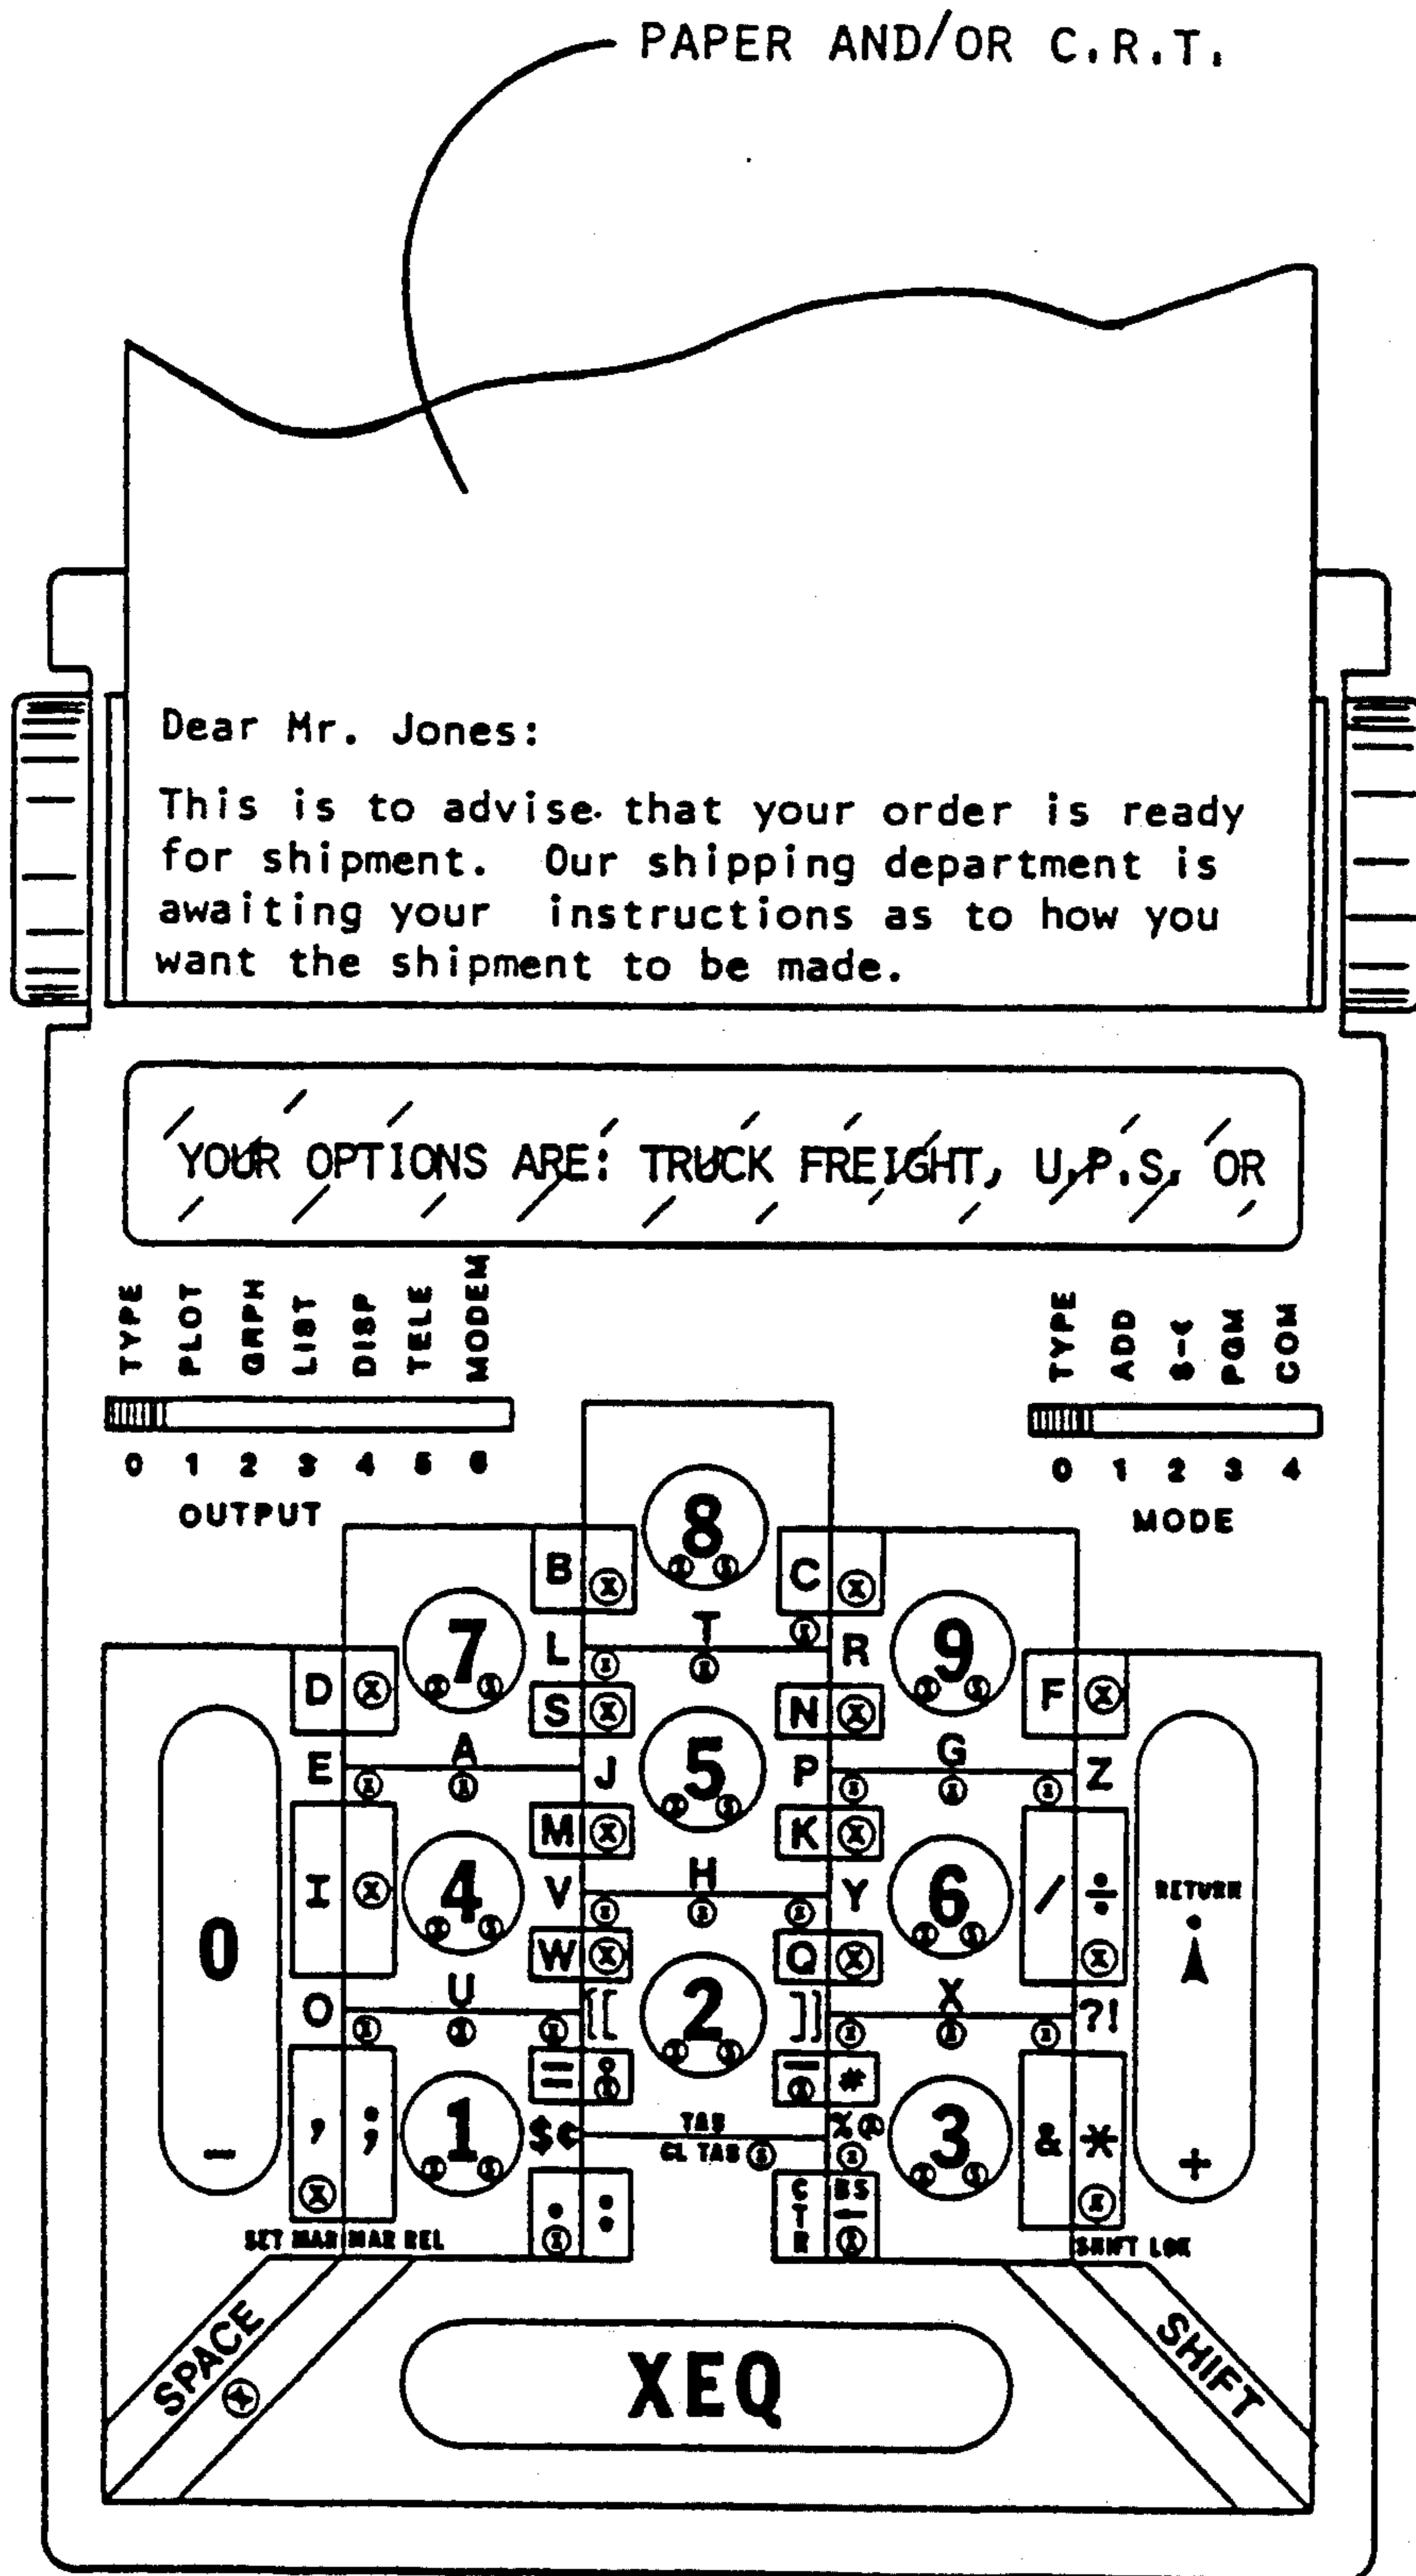 PAPER AND/OR C.R.T.
Dear Mr. Jones:
This is to advise that your order is ready
for shipment. Our shipping department is
awaiting your instructions as to how you
want the shipment to be made.
YOUR OPTIONS ARE: TRUCK FREIGHT, U.P.S. OR
TYPE PLOT GRPH LIST DISP TELE MODEM
TYPE ADD S-< PGM COM
0 1 2 3 4 5 6
0 1 2 3 4
OUTPUT
MODE
8
B C
7 T 9
L R
D S N F
A 5 G
E J P Z
M K
I 4 H 6 / ÷
V Y
RETURN
0 W Q
U 2 X
O [[ ]] ?!
= — #
, ; 1 $¢ TAB %@ 3 & *
CL TAB
- +
. : CTR BS
SET MAR MAR REL SHIFT LOK
SPACE SHIFT
XEQ